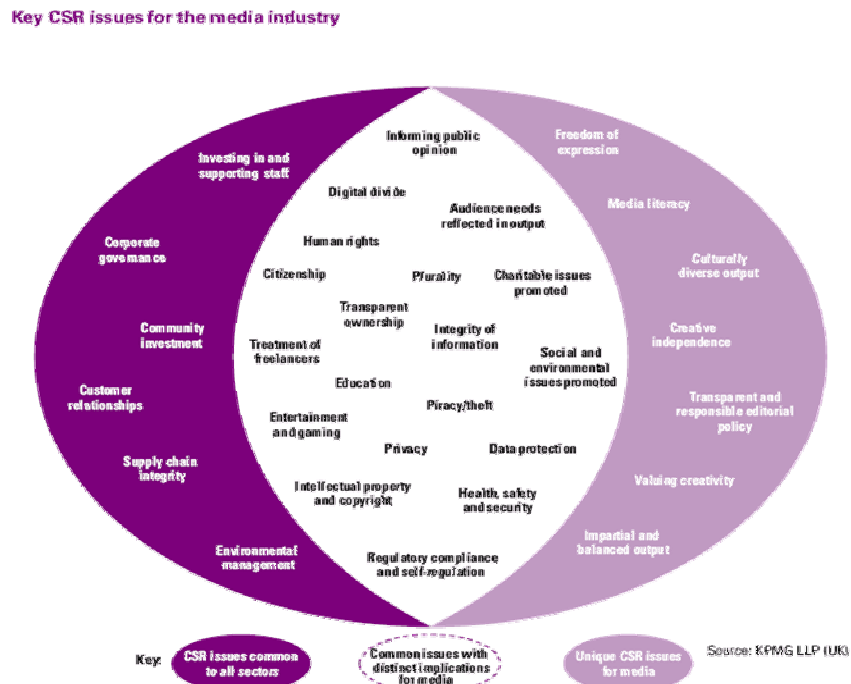 Key CSR issues for the media industry
Informing public
opinion
Freedom of
expression
Investing in and
supporting staff
Digital divide
Audience needs
reflected in output
Media literacy
Corporate
governance
Human rights
Citizenship
Plurality
Charitable issues
promoted
Culturally
diverse output
Transparent
ownership
Community
investment
Integrity of
information
Creative
independence
Treatment of
freelancers
Social and
environmental
issues promoted
Education
Customer
relationships
Piracy/theft
Transparent and
responsible editorial
policy
Entertainment
and gaming
Privacy
Data protection
Supply chain
integrity
Intellectual property
and copyright
Health, safety
and security
Valuing creativity
Environmental
management
Regulatory compliance
and self-regulation
Impartial and
balanced output
Key:
CSR issues common
to all sectors
Common issues with
distinct implications
for media
Unique CSR issues
for media
Source: KPMG LLP (UK)